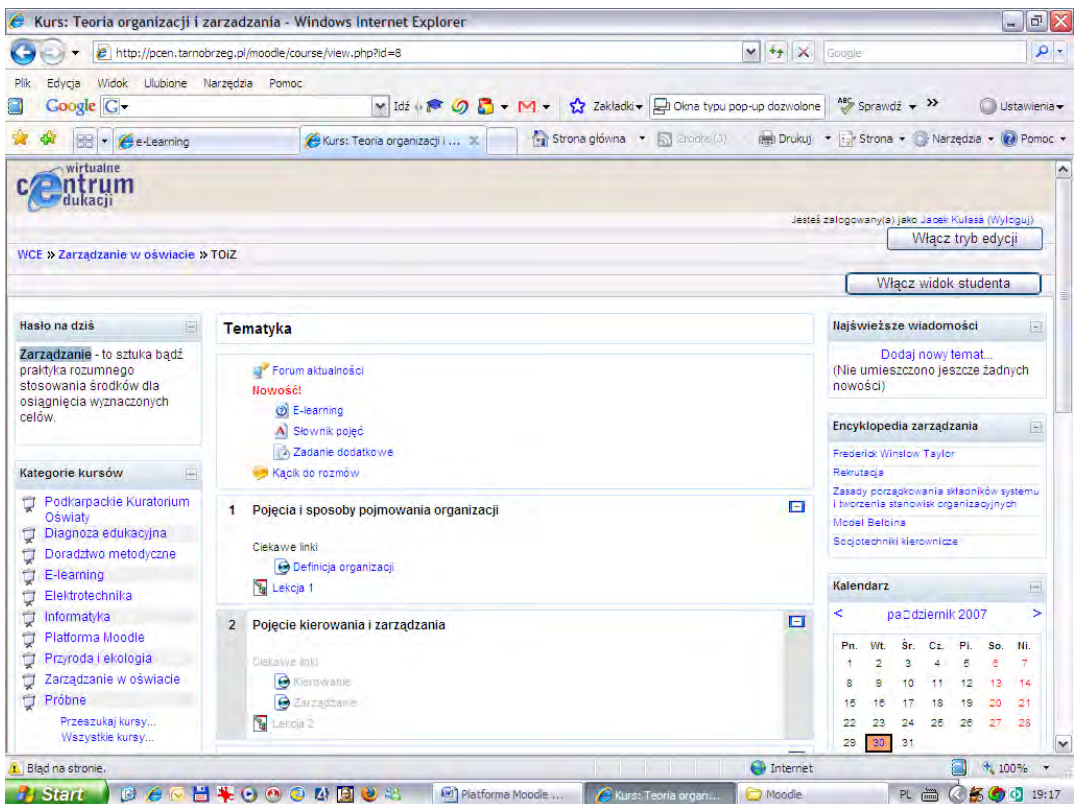 Kurs: Teoria organizacji i zarzadzania - Windows Internet Explorer
http://pcen.tarnobrzeg.pl/moodle/course/view.php?id=8
Google
Plik Edycja Widok Ulubione Narzędzia Pomoc
Google G Idź Zakładki Okna typu pop-up dozwolone ABC Sprawdź » Ustawienia
e-Learning Kurs: Teoria organizacji i ... Strona główna Źródła (J) Drukuj Strona Narzędzia Pomoc
wirtualne
centrum
edukacji
Jesteś zalogowany(a) jako Jacek Kułasa (Wyloguj)
Włącz tryb edycji
WCE » Zarządzanie w oświacie » TOiZ
Włącz widok studenta
Hasło na dziś
Zarządzanie - to sztuka bądź
praktyka rozumnego
stosowania środków dla
osiągnięcia wyznaczonych
celów.
Kategorie kursów
Podkarpackie Kuratorium
Oświaty
Diagnoza edukacyjna
Doradztwo metodyczne
E-learning
Elektrotechnika
Informatyka
Platforma Moodle
Przyroda i ekologia
Zarządzanie w oświacie
Próbne
Przeszukaj kursy...
Wszystkie kursy...
Tematyka
Forum aktualności
Nowość!
E-learning
Słownik pojęć
Zadanie dodatkowe
Kącik do rozmów
1 Pojęcia i sposoby pojmowania organizacji
Ciekawe linki
Definicja organizacji
Lekcja 1
2 Pojęcie kierowania i zarządzania
Ciekawe linki
Kierowanie
Zarządzanie
Lekcja 2
Najświeższe wiadomości
Dodaj nowy temat...
(Nie umieszczono jeszcze żadnych
nowości)
Encyklopedia zarządzania
Frederick Winslow Taylor
Rekrutacja
Zasady porządkowania składników systemu
i tworzenia stanowisk organizacyjnych
Model Belbina
Socjotechniki kierownicze
Kalendarz
< pa□dziernik 2007 >
Pn. Wt. Śr. Cz. Pi. So. Ni.
1 2 3 4 5 6 7
8 9 10 11 12 13 14
15 16 17 18 19 20 21
22 23 24 25 26 27 28
29 30 31
Błąd na stronie. Internet 100%
Start Platforma Moodle ... Kurs: Teoria organ... Moodle PL 19:17